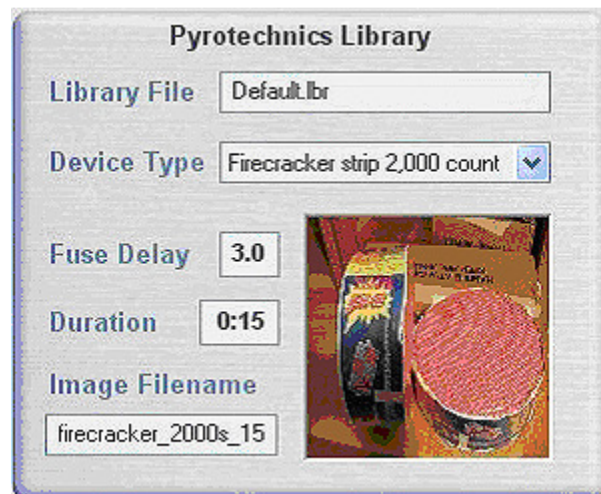 Pyrotechnics Library
Library File Default.lbr
Device Type Firecracker strip 2,000 count
Fuse Delay 3.0
Duration 0:15
Image Filename
firecracker_2000s_15